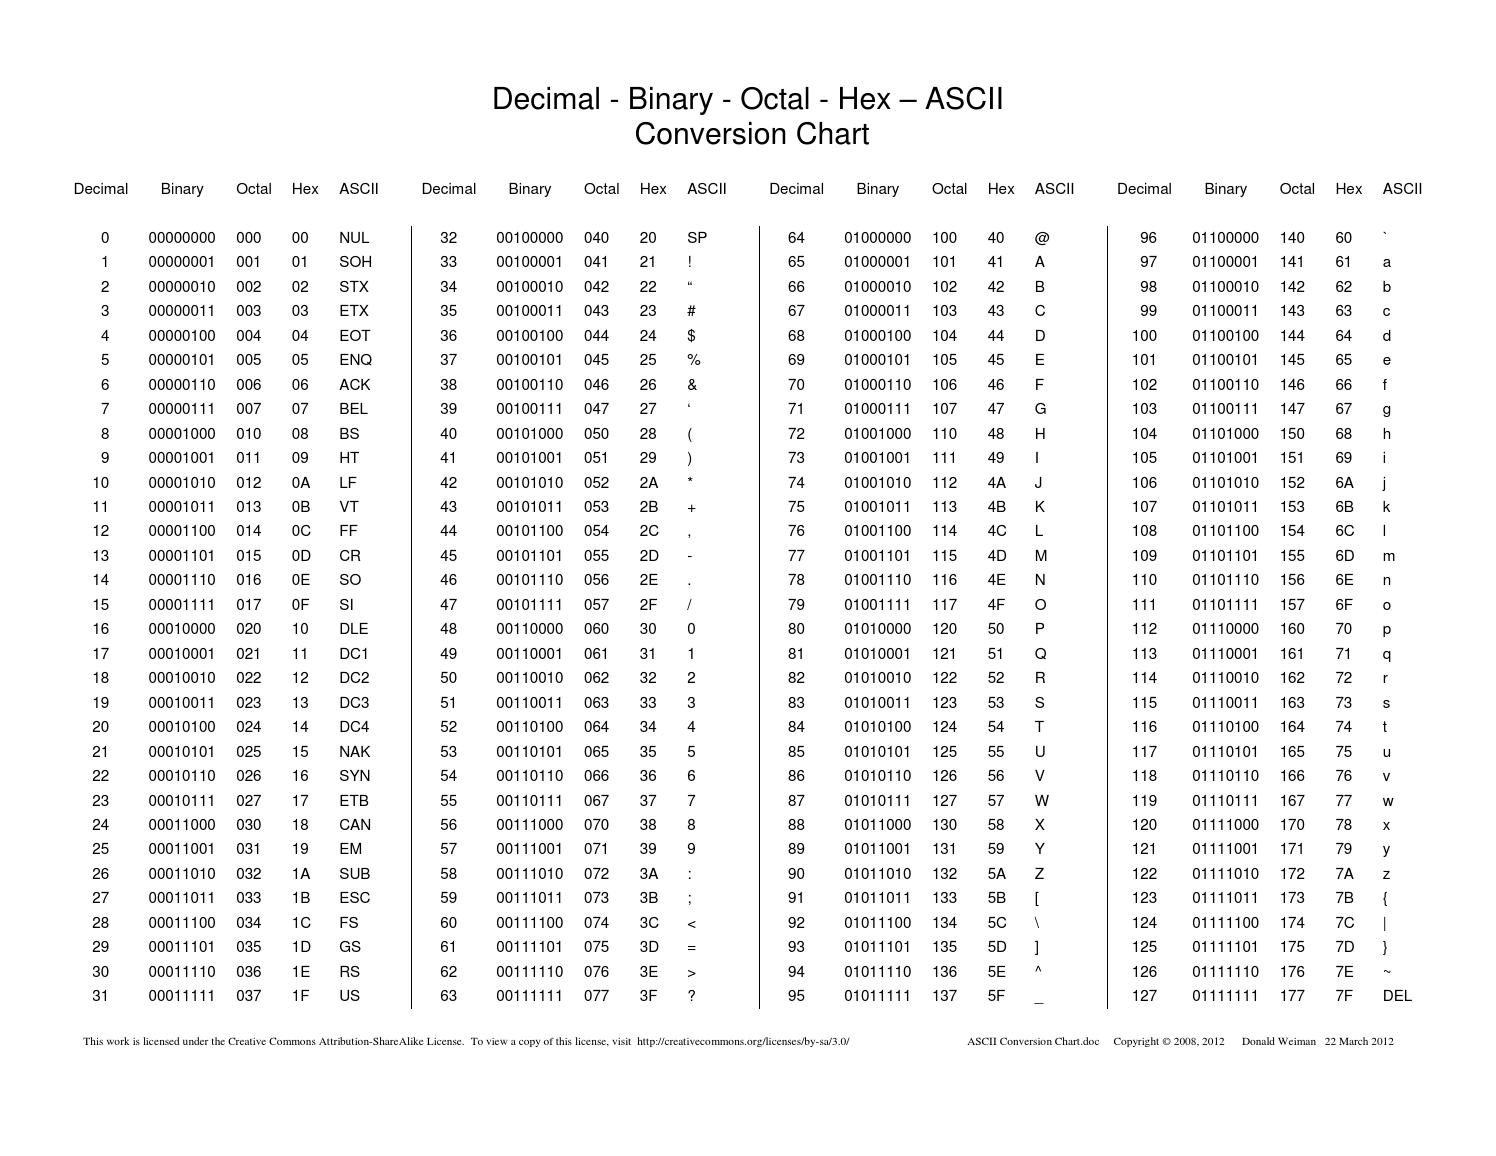 Decimal - Binary - Octal - Hex – ASCII
Conversion Chart
Decimal Binary Octal Hex ASCII Decimal Binary Octal Hex ASCII Decimal Binary Octal Hex ASCII Decimal Binary Octal Hex ASCII
0 00000000 000 00 NUL 32 00100000 040 20 SP 64 01000000 100 40 @ 96 01100000 140 60 `
1 00000001 001 01 SOH 33 00100001 041 21 ! 65 01000001 101 41 A 97 01100001 141 61 a
2 00000010 002 02 STX 34 00100010 042 22 “ 66 01000010 102 42 B 98 01100010 142 62 b
3 00000011 003 03 ETX 35 00100011 043 23 # 67 01000011 103 43 C 99 01100011 143 63 c
4 00000100 004 04 EOT 36 00100100 044 24 $ 68 01000100 104 44 D 100 01100100 144 64 d
5 00000101 005 05 ENQ 37 00100101 045 25 % 69 01000101 105 45 E 101 01100101 145 65 e
6 00000110 006 06 ACK 38 00100110 046 26 & 70 01000110 106 46 F 102 01100110 146 66 f
7 00000111 007 07 BEL 39 00100111 047 27 ‘ 71 01000111 107 47 G 103 01100111 147 67 g
8 00001000 010 08 BS 40 00101000 050 28 ( 72 01001000 110 48 H 104 01101000 150 68 h
9 00001001 011 09 HT 41 00101001 051 29 ) 73 01001001 111 49 I 105 01101001 151 69 i
10 00001010 012 0A LF 42 00101010 052 2A * 74 01001010 112 4A J 106 01101010 152 6A j
11 00001011 013 0B VT 43 00101011 053 2B + 75 01001011 113 4B K 107 01101011 153 6B k
12 00001100 014 0C FF 44 00101100 054 2C , 76 01001100 114 4C L 108 01101100 154 6C l
13 00001101 015 0D CR 45 00101101 055 2D - 77 01001101 115 4D M 109 01101101 155 6D m
14 00001110 016 0E SO 46 00101110 056 2E . 78 01001110 116 4E N 110 01101110 156 6E n
15 00001111 017 0F SI 47 00101111 057 2F / 79 01001111 117 4F O 111 01101111 157 6F o
16 00010000 020 10 DLE 48 00110000 060 30 0 80 01010000 120 50 P 112 01110000 160 70 p
17 00010001 021 11 DC1 49 00110001 061 31 1 81 01010001 121 51 Q 113 01110001 161 71 q
18 00010010 022 12 DC2 50 00110010 062 32 2 82 01010010 122 52 R 114 01110010 162 72 r
19 00010011 023 13 DC3 51 00110011 063 33 3 83 01010011 123 53 S 115 01110011 163 73 s
20 00010100 024 14 DC4 52 00110100 064 34 4 84 01010100 124 54 T 116 01110100 164 74 t
21 00010101 025 15 NAK 53 00110101 065 35 5 85 01010101 125 55 U 117 01110101 165 75 u
22 00010110 026 16 SYN 54 00110110 066 36 6 86 01010110 126 56 V 118 01110110 166 76 v
23 00010111 027 17 ETB 55 00110111 067 37 7 87 01010111 127 57 W 119 01110111 167 77 w
24 00011000 030 18 CAN 56 00111000 070 38 8 88 01011000 130 58 X 120 01111000 170 78 x
25 00011001 031 19 EM 57 00111001 071 39 9 89 01011001 131 59 Y 121 01111001 171 79 y
26 00011010 032 1A SUB 58 00111010 072 3A : 90 01011010 132 5A Z 122 01111010 172 7A z
27 00011011 033 1B ESC 59 00111011 073 3B ; 91 01011011 133 5B [ 123 01111011 173 7B {
28 00011100 034 1C FS 60 00111100 074 3C < 92 01011100 134 5C \ 124 01111100 174 7C |
29 00011101 035 1D GS 61 00111101 075 3D = 93 01011101 135 5D ] 125 01111101 175 7D }
30 00011110 036 1E RS 62 00111110 076 3E > 94 01011110 136 5E ^ 126 01111110 176 7E ~
31 00011111 037 1F US 63 00111111 077 3F ? 95 01011111 137 5F _ 127 01111111 177 7F DEL
This work is licensed under the Creative Commons Attribution-ShareAlike License. To view a copy of this license, visit http://creativecommons.org/licenses/by-sa/3.0/ ASCII Conversion Chart.doc Copyright © 2008, 2012 Donald Weiman 22 March 2012